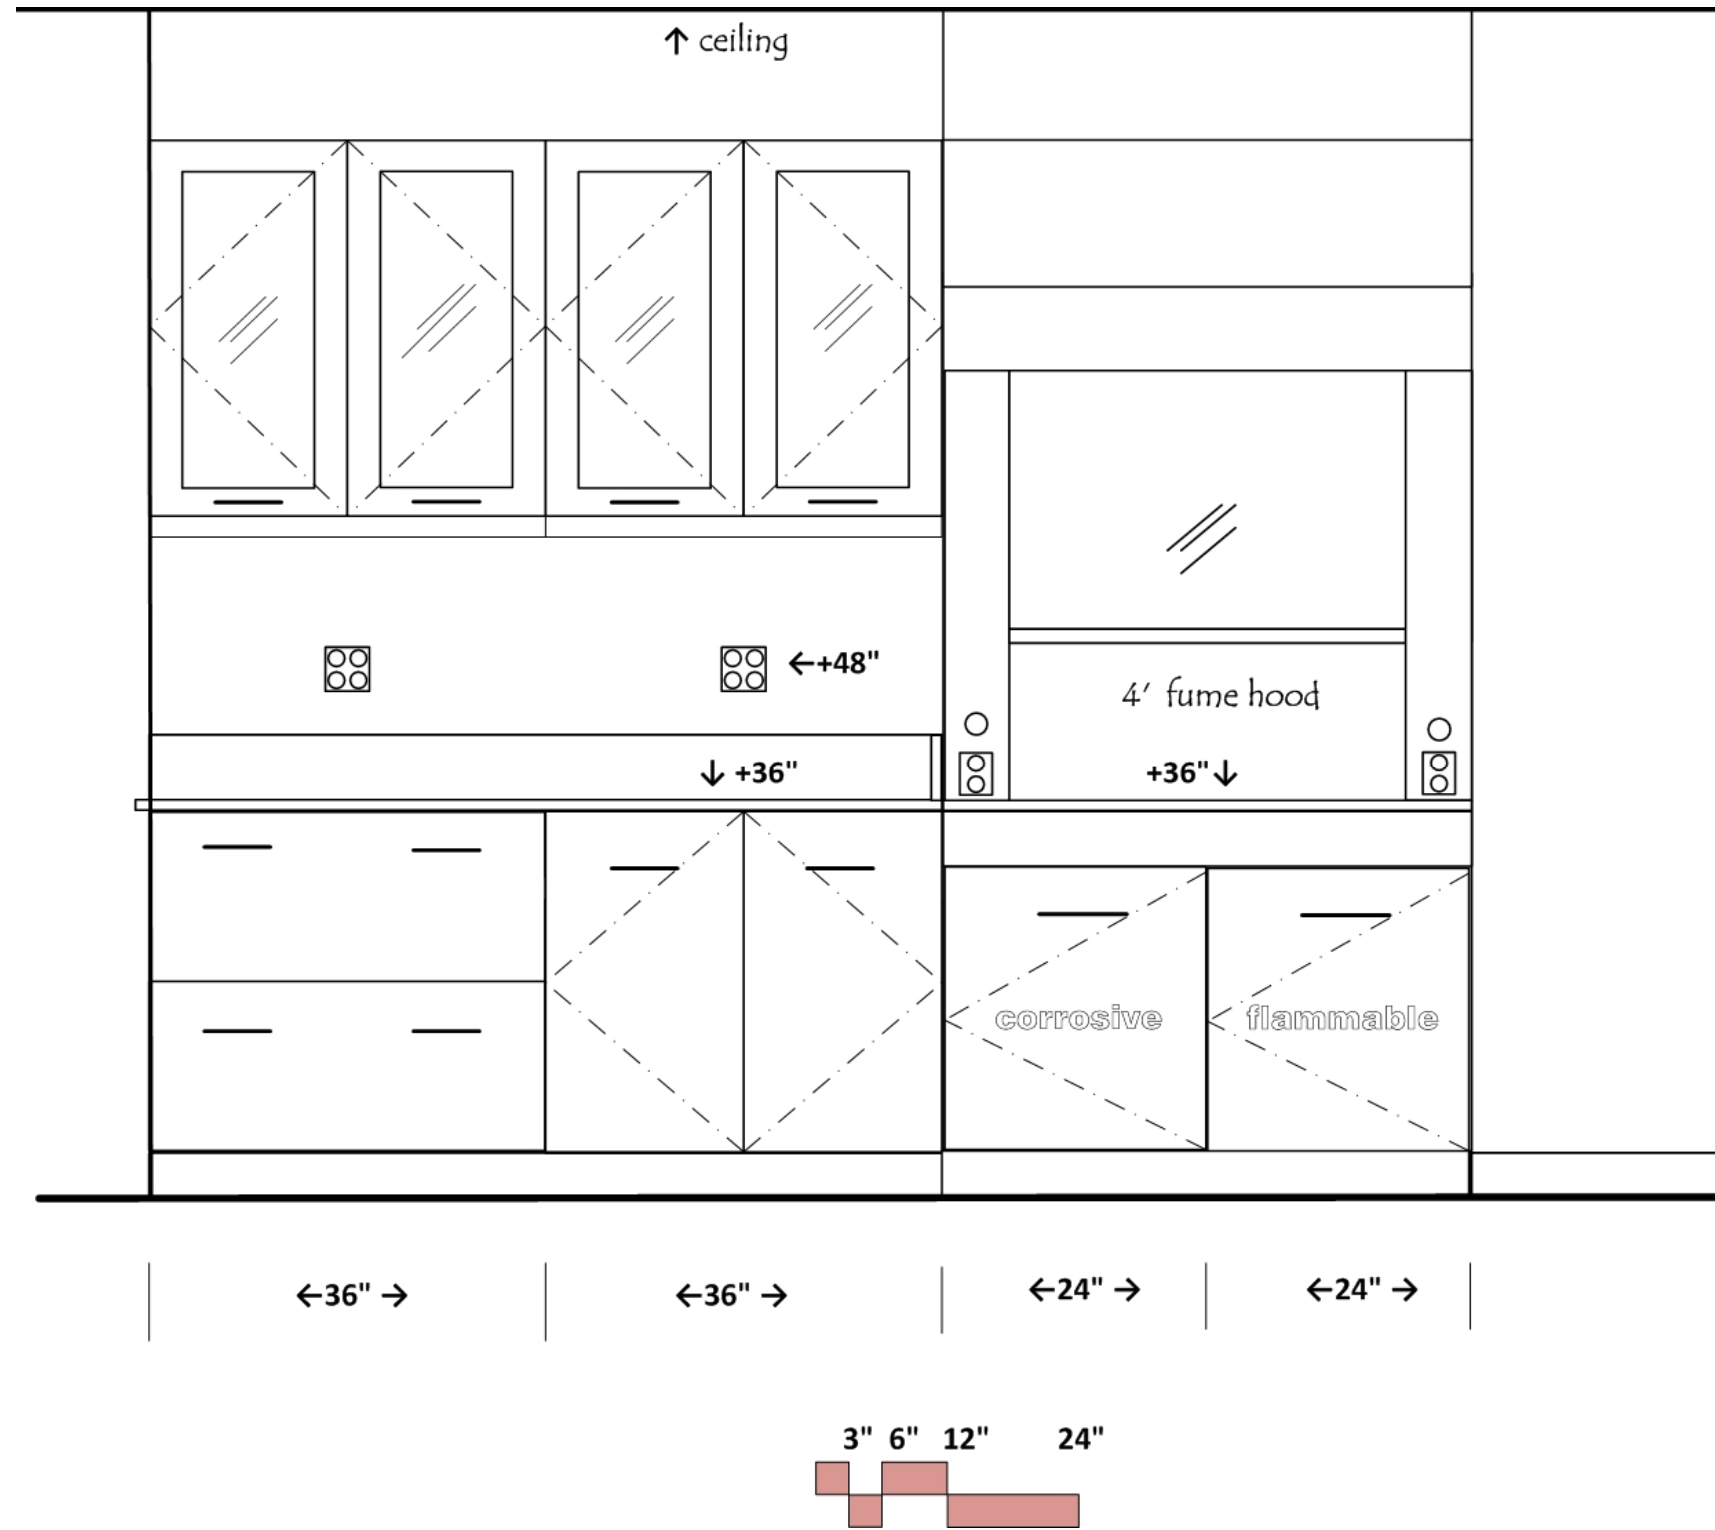 ↑ ceiling
←+48"
4' fume hood
↓ +36"
+36"↓
corrosive
flammable
←36" →
←36" →
←24" →
←24" →
3" 6" 12" 24"